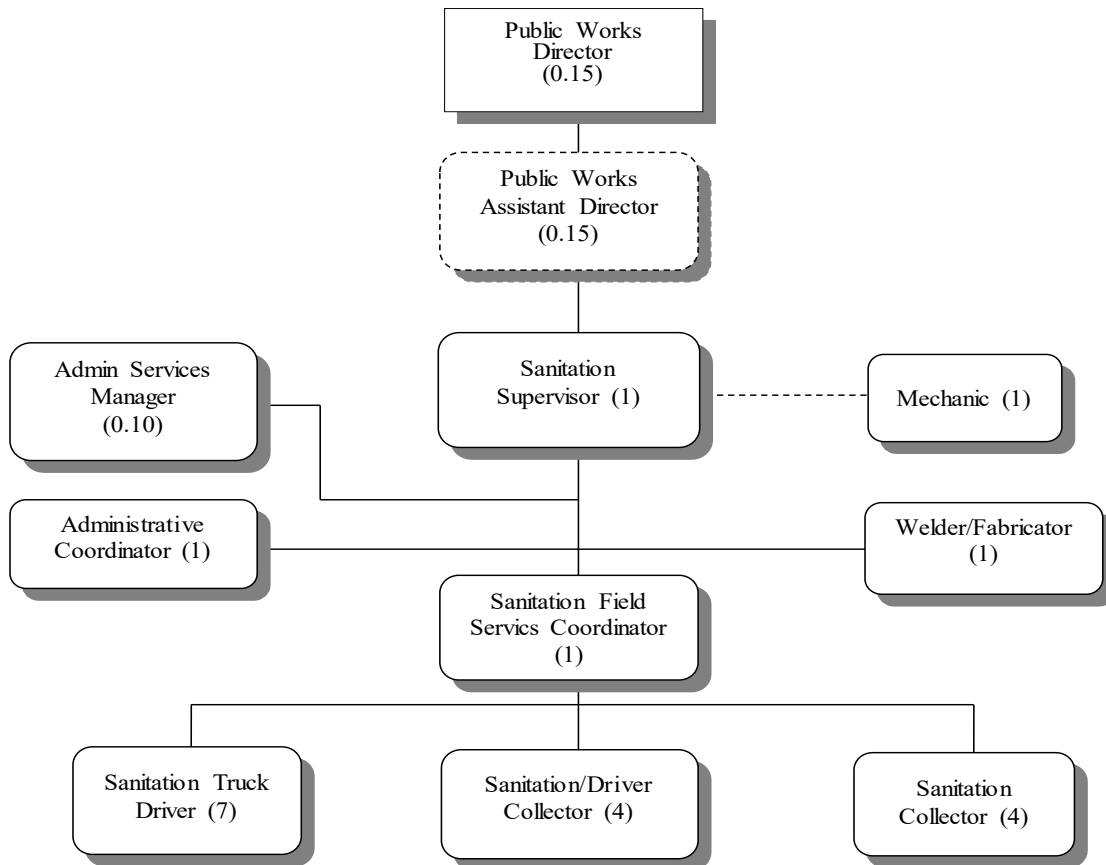 Public Works
Director
(0.15)
Public Works
Assistant Director
(0.15)
Admin Services
Manager
(0.10)
Sanitation
Supervisor (1)
Mechanic (1)
Administrative
Coordinator (1)
Welder/Fabricator
(1)
Sanitation Field
Servics Coordinator
(1)
Sanitation Truck
Driver (7)
Sanitation/Driver
Collector (4)
Sanitation
Collector (4)